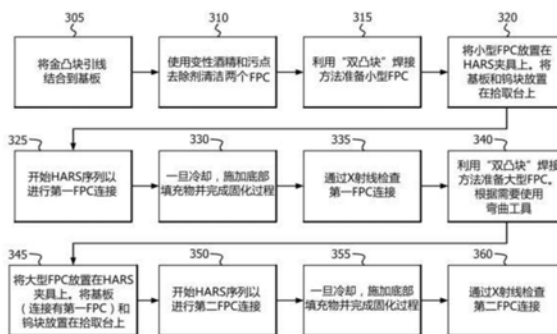 305
将金凸块引线
结合到基板
310
使用变性酒精和污点
去除剂清洁两个FPC
315
利用“双凸块”焊接
方法准备小型FPC
320
将小型FPC放置在
HARS夹具上。将
基板和钨块放置
在拾取台上
325
开始HARS序列以
进行第一FPC连接
330
一旦冷却，施加底部
填充物并完成固化过程
335
通过X射线检查
第一FPC连接
340
利用“双凸块”焊接
方法准备大型FPC。
根据需要使用
弯曲工具
345
将大型FPC放置在HARS
夹具上。将基板
（连接有第一FPC）和
钨块放置在拾取台上
350
开始HARS序列以
进行第二FPC连接
355
一旦冷却，施加底部
填充物并完成固化过程
360
通过X射线检查
第二FPC连接